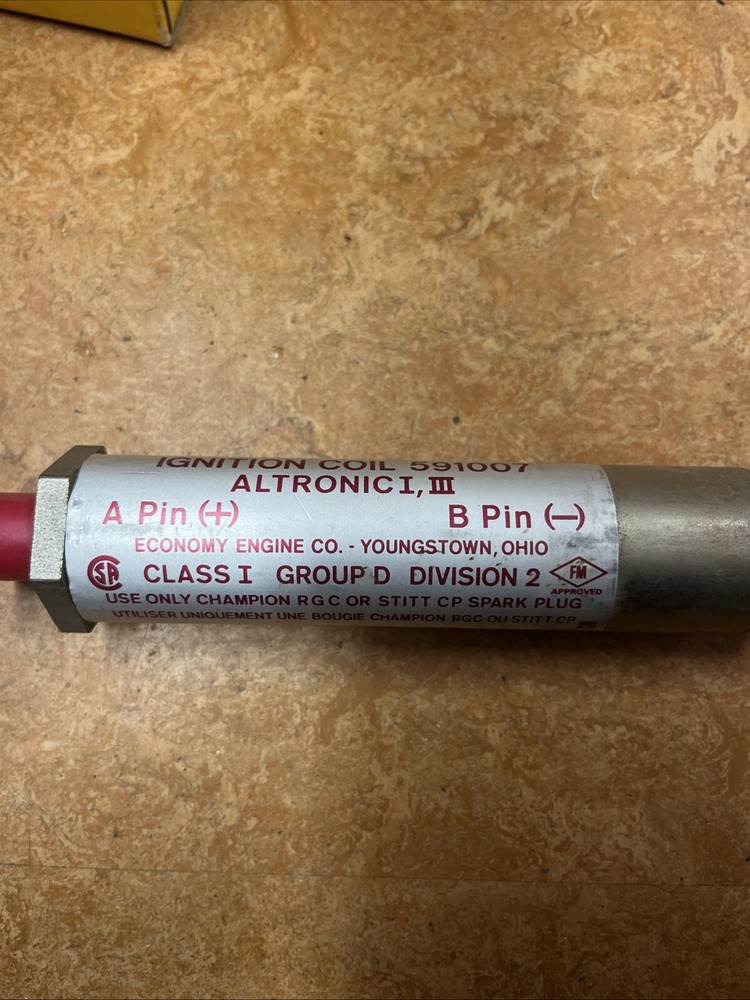 IGNITION COIL 591007
ALTRONIC I, III
A Pin (+) B Pin (−)
ECONOMY ENGINE CO. - YOUNGSTOWN, OHIO
SA CLASS I GROUP D DIVISION 2 FM APPROVED
USE ONLY CHAMPION RGC OR STITT CP SPARK PLUG
UTILISER UNIQUEMENT UNE BOUGIE CHAMPION RGC OU STITT CP